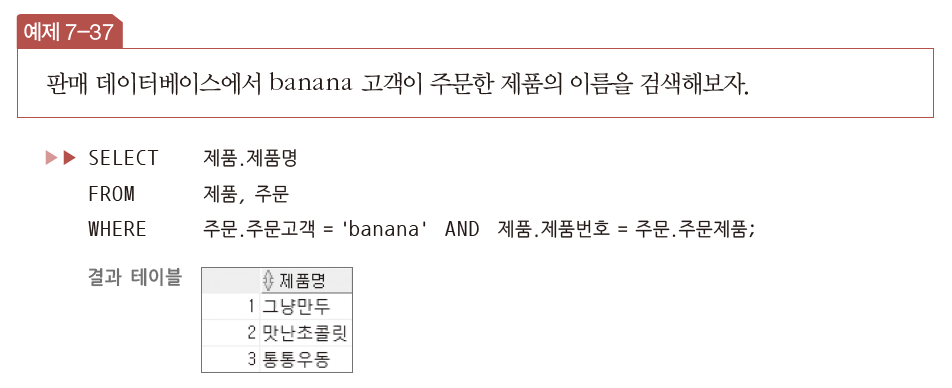 예제 7-37
판매 데이터베이스에서 banana 고객이 주문한 제품의 이름을 검색해보자.
SELECT 제품.제품명
FROM 제품, 주문
WHERE 주문.주문고객 = 'banana' AND 제품.제품번호 = 주문.주문제품;
결과 테이블
제품명
1 그냥만두
2 맛난초콜릿
3 통통우동